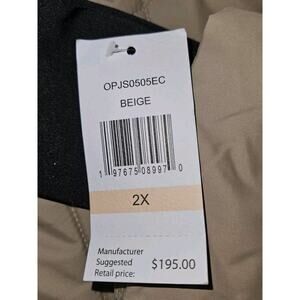 OPJS0505EC
BEIGE
1 97675 08997 0
2X
Manufacturer
Suggested
Retail price: $195.00